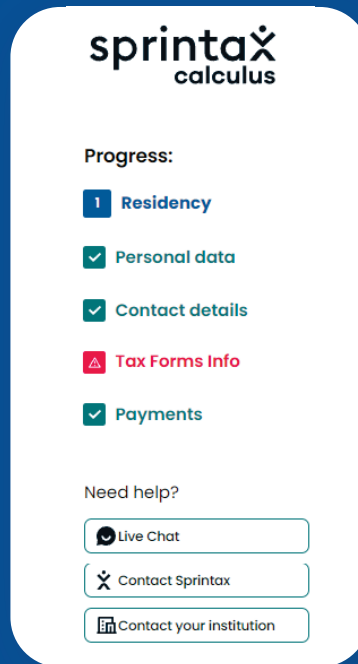 sprintax
calculus
Progress:
1 Residency
Personal data
Contact details
Tax Forms Info
Payments
Need help?
Live Chat
Contact Sprintax
Contact your institution